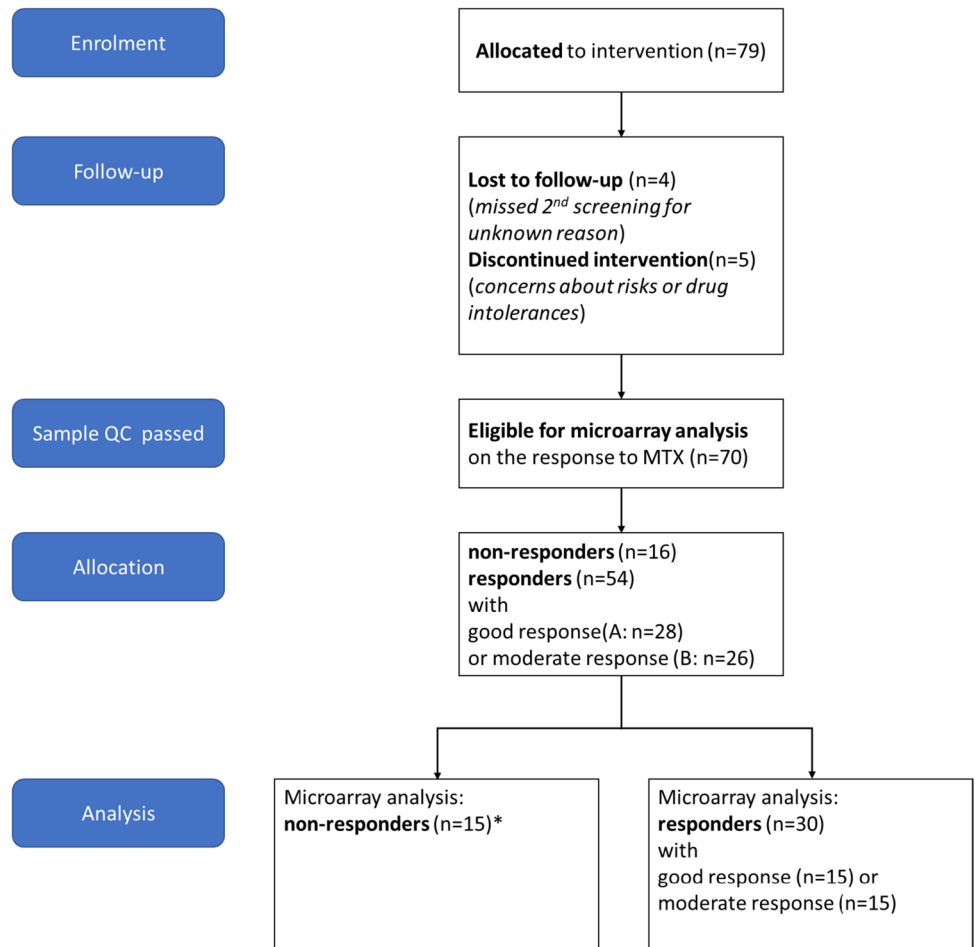 Enrolment
Allocated to intervention (n=79)
Follow-up
Lost to follow-up (n=4)
(missed 2nd screening for
unknown reason)
Discontinued intervention(n=5)
(concerns about risks or drug
intolerances)
Sample QC  passed
Eligible for microarray analysis
on the response to MTX (n=70)
Allocation
non-responders (n=16)
responders (n=54)
with
good response(A: n=28)
or moderate response (B: n=26)
Analysis
Microarray analysis:
non-responders (n=15)*
Microarray analysis:
responders (n=30)
with
good response (n=15) or
moderate response (n=15)